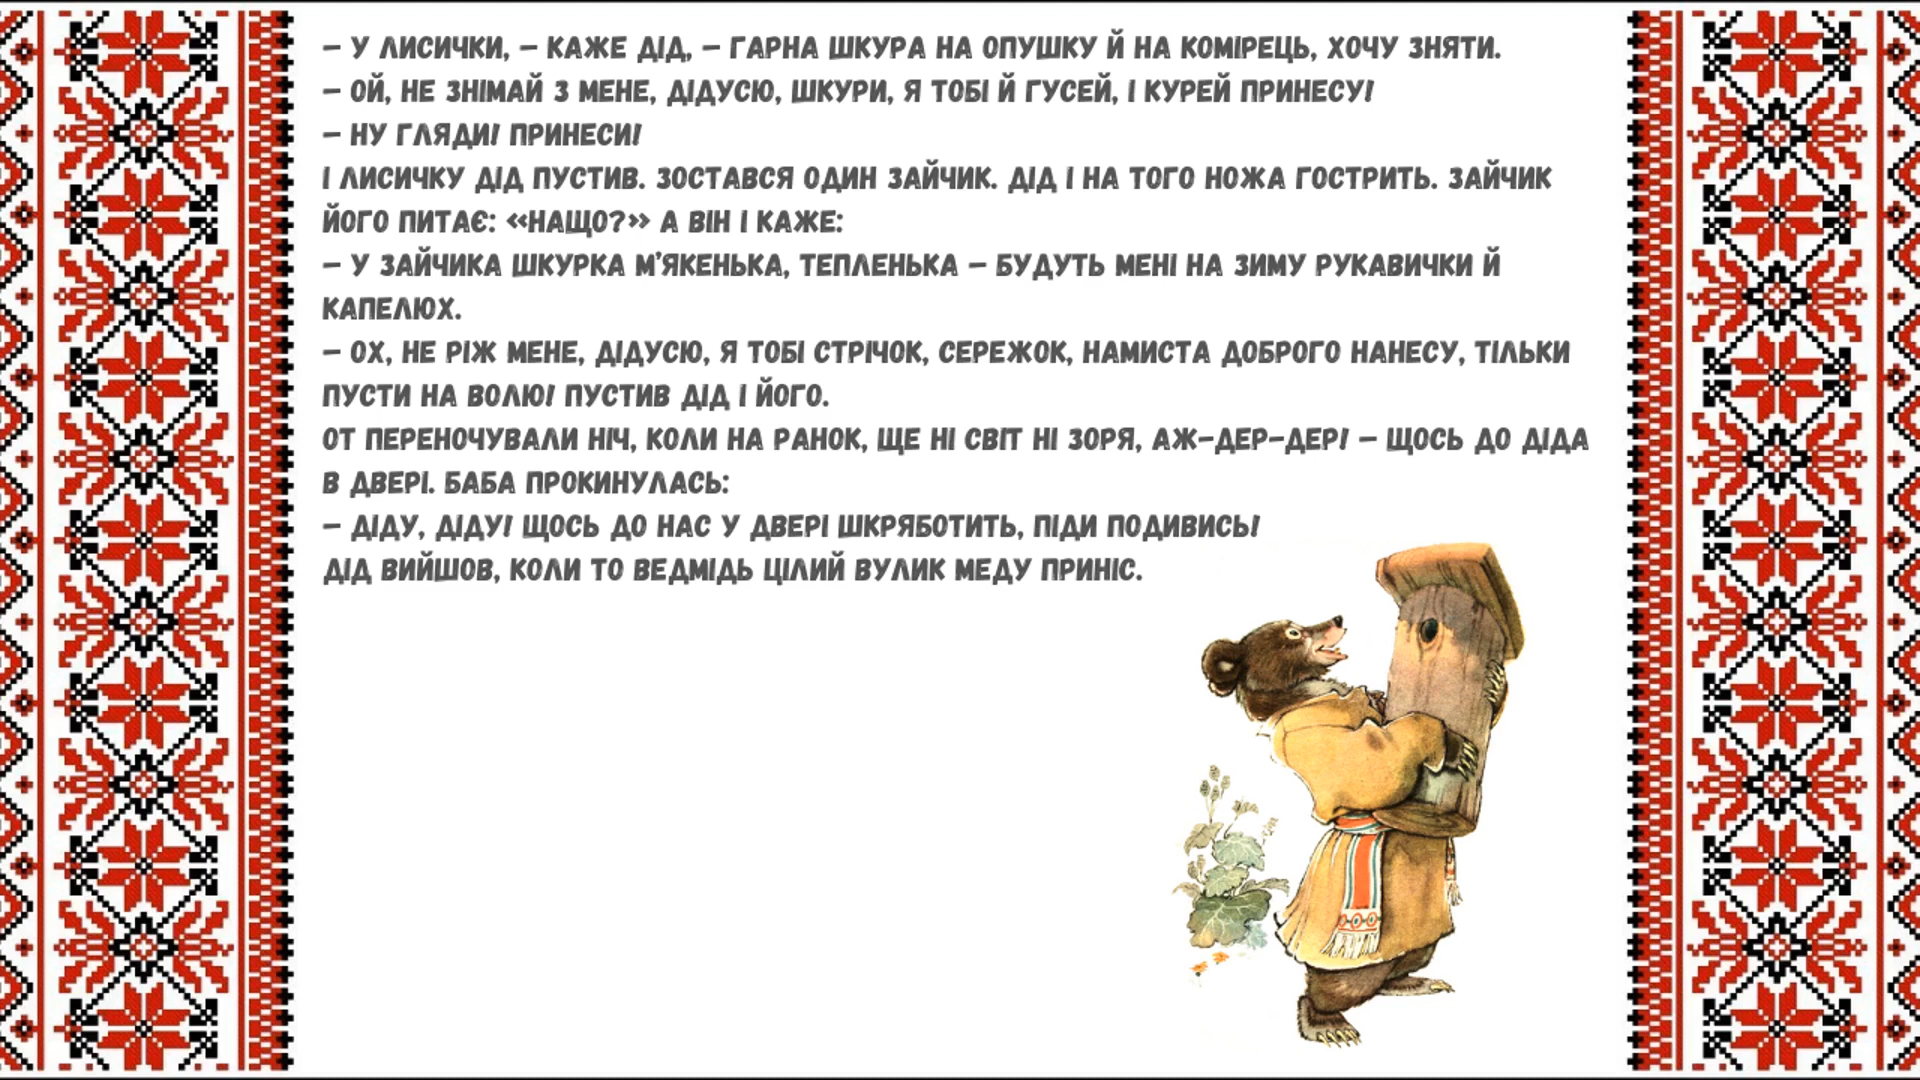 – У ЛИСИЧКИ, – КАЖЕ ДІД, – ГАРНА ШКУРА НА ОПУШКУ Й НА КОМІРЕЦЬ, ХОЧУ ЗНЯТИ.
– ОЙ, НЕ ЗНІМАЙ З МЕНЕ, ДІДУСЮ, ШКУРИ, Я ТОБІ Й ГУСЕЙ, І КУРЕЙ ПРИНЕСУ!
– НУ ГЛЯДИ! ПРИНЕСИ!
І ЛИСИЧКУ ДІД ПУСТИВ. ЗОСТАВСЯ ОДИН ЗАЙЧИК. ДІД І НА ТОГО НОЖА ГОСТРИТЬ. ЗАЙЧИК
ЙОГО ПИТАЄ: «НАЩО?» А ВІН І КАЖЕ:
– У ЗАЙЧИКА ШКУРКА М'ЯКЕНЬКА, ТЕПЛЕНЬКА – БУДУТЬ МЕНІ НА ЗИМУ РУКАВИЧКИ Й
КАПЕЛЮХ.
– ОХ, НЕ РІЖ МЕНЕ, ДІДУСЮ, Я ТОБІ СТРІЧОК, СЕРЕЖОК, НАМИСТА ДОБРОГО НАНЕСУ, ТІЛЬКИ
ПУСТИ НА ВОЛЮ! ПУСТИВ ДІД І ЙОГО.
ОТ ПЕРЕНОЧУВАЛИ НІЧ, КОЛИ НА РАНОК, ЩЕ НІ СВІТ НІ ЗОРЯ, АЖ-ДЕР-ДЕР! – ЩОСЬ ДО ДІДА
В ДВЕРІ. БАБА ПРОКИНУЛАСЬ:
– ДІДУ, ДІДУ! ЩОСЬ ДО НАС У ДВЕРІ ШКРЯБОТИТЬ, ПІДИ ПОДИВИСЬ!
ДІД ВИЙШОВ, КОЛИ ТО ВЕДМІДЬ ЦІЛИЙ ВУЛИК МЕДУ ПРИНІС.